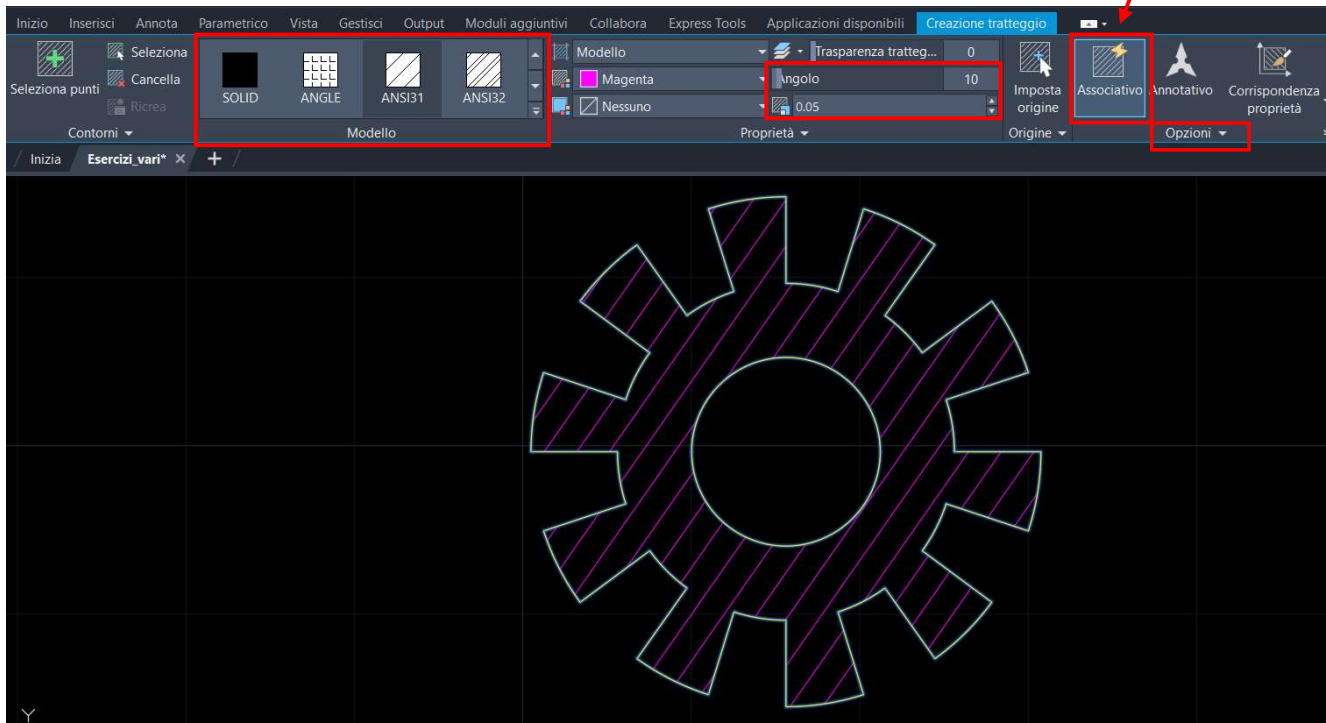 Inizio Inserisci Annota Parametrico Vista Gestisci Output Moduli aggiuntivi Collabora Express Tools Applicazioni disponibili Creazione tratteggio
Seleziona punti
Seleziona
Cancella
Ricrea
Contorni
SOLID ANGLE ANSI31 ANSI32
Modello
Modello
Magenta
Nessuno
Trasparenza tratteg... 0
Angolo 10
0.05
Proprietà
Imposta
origine
Origine
Associativo
Annotativo
Corrispondenza
proprietà
Opzioni
Inizia Esercizi_vari* × +
Y